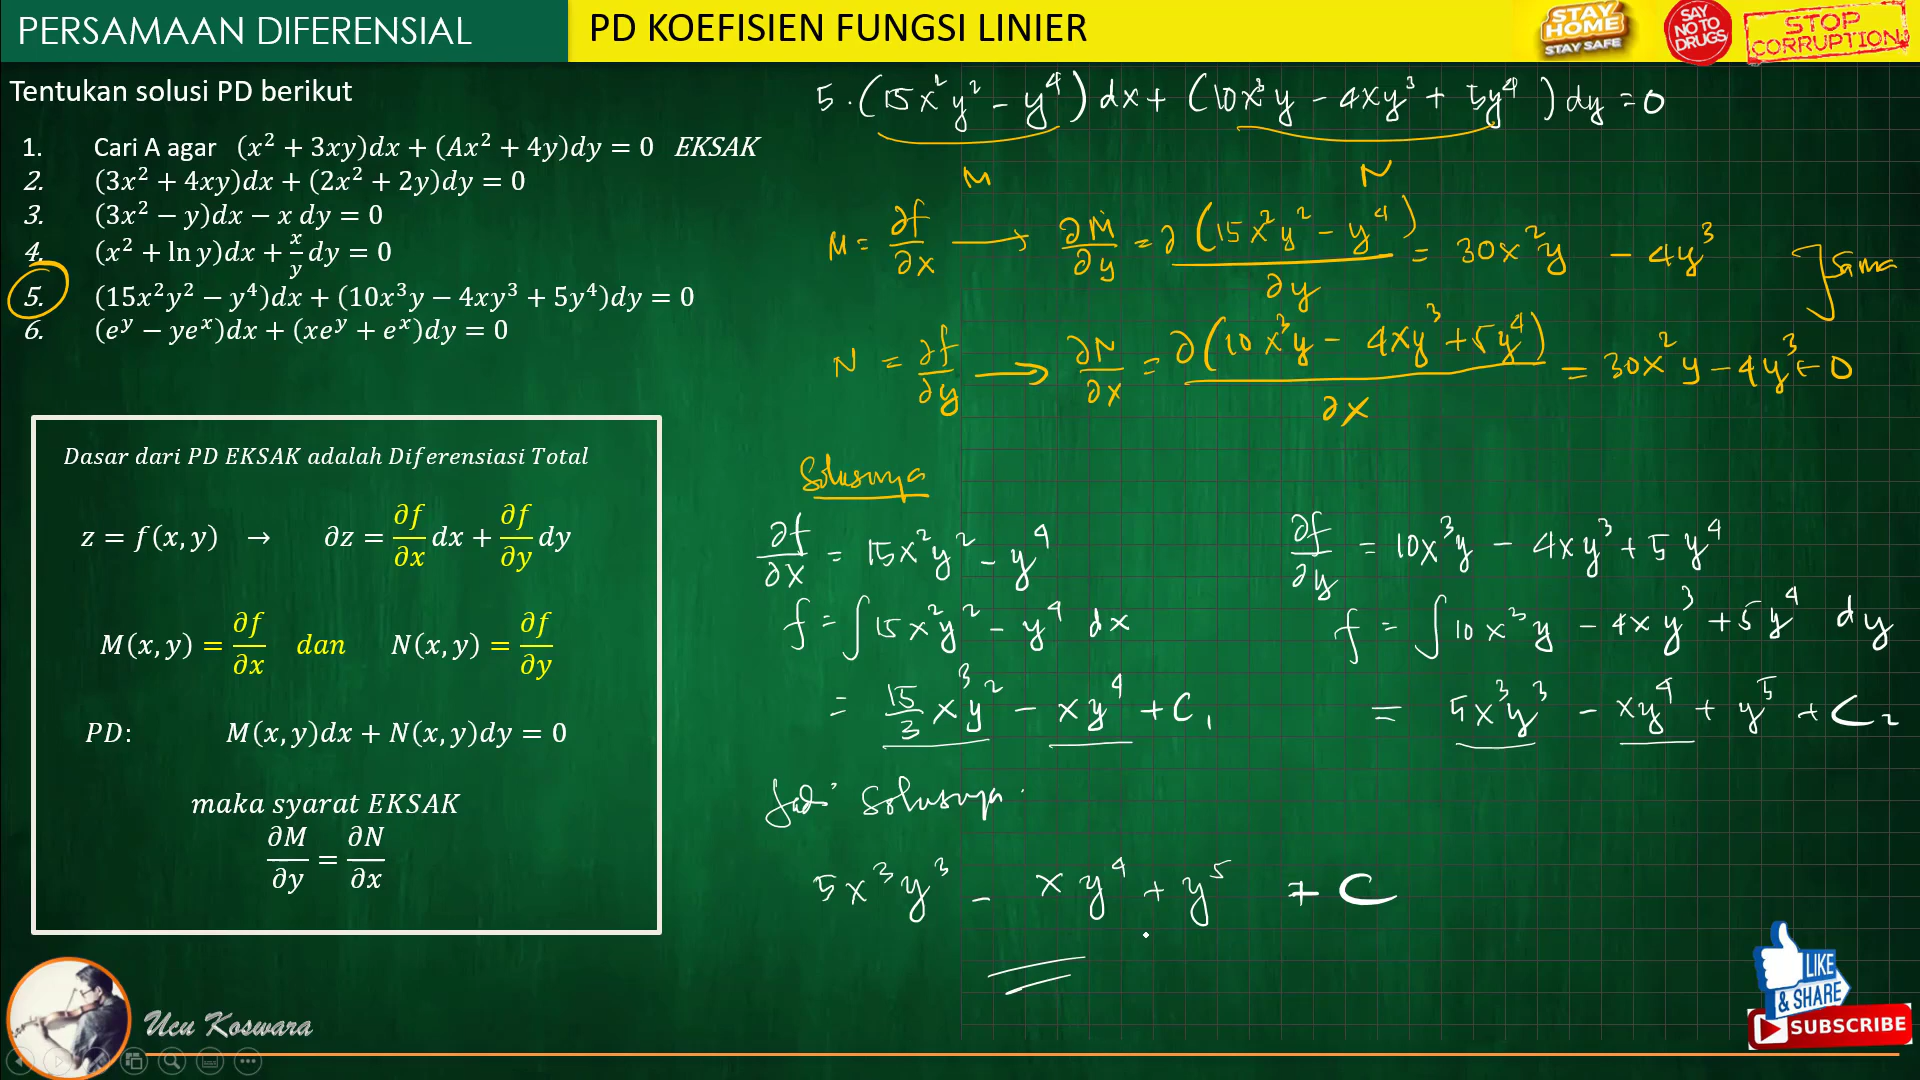 PERSAMAAN DIFERENSIAL
PD KOEFISIEN FUNGSI LINIER
STAY HOME STAY SAFE
SAY NO TO DRUGS
STOP CORRUPTION
Tentukan solusi PD berikut
1. Cari A agar (x² + 3xy)dx + (Ax² + 4y)dy = 0 EKSAK
2. (3x² + 4xy)dx + (2x² + 2y)dy = 0
3. (3x² − y)dx − x dy = 0
4. (x² + ln y)dx + x/y dy = 0
5. (15x²y² − y⁴)dx + (10x³y − 4xy³ + 5y⁴)dy = 0
6. (eʸ − yeˣ)dx + (xeʸ + eˣ)dy = 0
Dasar dari PD EKSAK adalah Diferensiasi Total
z = f(x, y) → ∂z = ∂f/∂x dx + ∂f/∂y dy
M(x, y) = ∂f/∂x dan N(x, y) = ∂f/∂y
PD: M(x, y)dx + N(x, y)dy = 0
maka syarat EKSAK
∂M/∂y = ∂N/∂x
5. (15x²y² − y⁴) dx + (10x³y − 4xy³ + 5y⁴) dy = 0
M N
M = ∂f/∂x → ∂M/∂y = ∂(15x²y² − y⁴)/∂y = 30x²y − 4y³
Sama
N = ∂f/∂y → ∂N/∂x = ∂(10x³y − 4xy³ + 5y⁴)/∂x = 30x²y − 4y³ + 0
Solusinya
∂f/∂x = 15x²y² − y⁴
f = ∫ 15x²y² − y⁴ dx
= 15/3 x³y² − xy⁴ + C₁
∂f/∂y = 10x³y − 4xy³ + 5y⁴
f = ∫ 10x³y − 4xy³ + 5y⁴ dy
= 5x³y³ − xy⁴ + y⁵ + C₂
Jadi Solusinya
5x³y³ − xy⁴ + y⁵ + C
Ucu Koswara
LIKE & SHARE
SUBSCRIBE